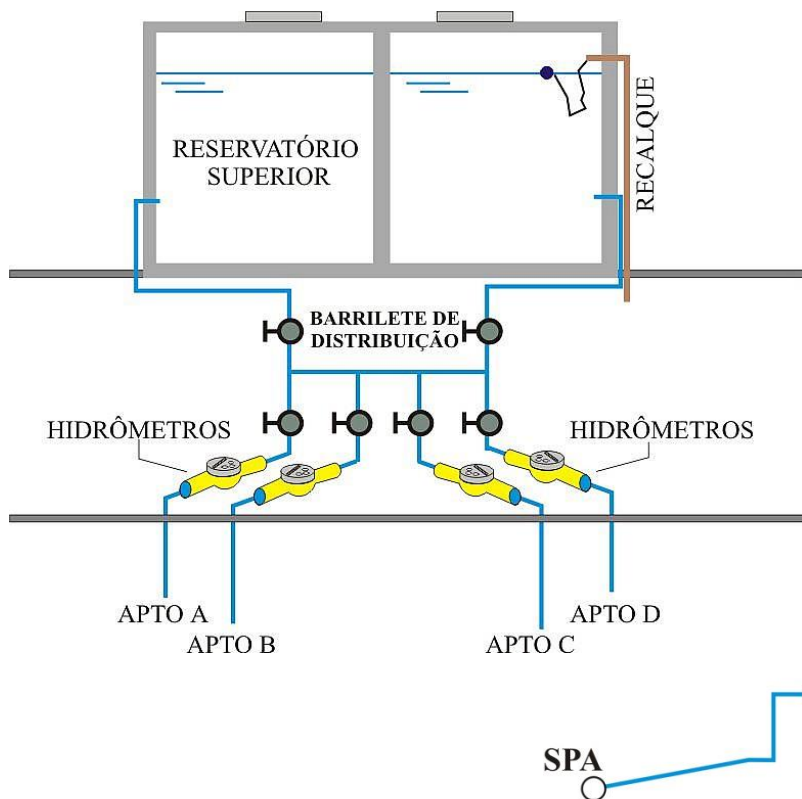 RESERVATÓRIO
SUPERIOR
RECALQUE
BARRILETE DE
DISTRIBUIÇÃO
HIDRÔMETROS
HIDRÔMETROS
APTO A
APTO B
APTO C
APTO D
SPA